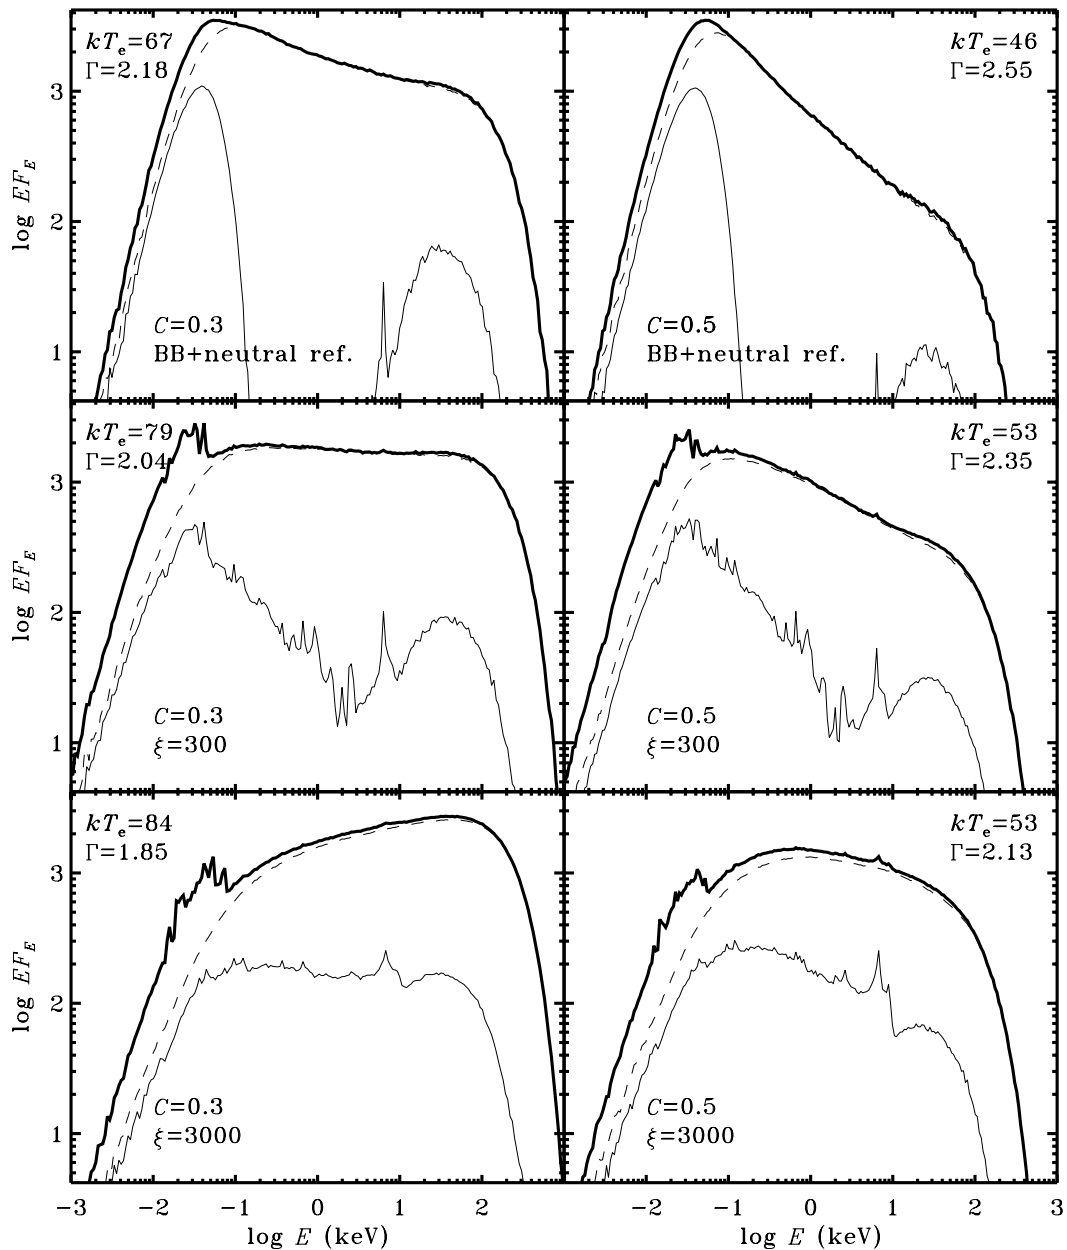 kTe=67
Γ=2.18
kTe=46
Γ=2.55
3
log EFE
2
C=0.3
BB+neutral ref.
C=0.5
BB+neutral ref.
1
kTe=79
Γ=2.04
kTe=53
Γ=2.35
3
log EFE
2
C=0.3
ξ=300
C=0.5
ξ=300
1
kTe=84
Γ=1.85
kTe=53
Γ=2.13
3
log EFE
2
C=0.3
ξ=3000
C=0.5
ξ=3000
1
−3 −2 −1 0 1 2 −2 −1 0 1 2 3
log E (keV) log E (keV)